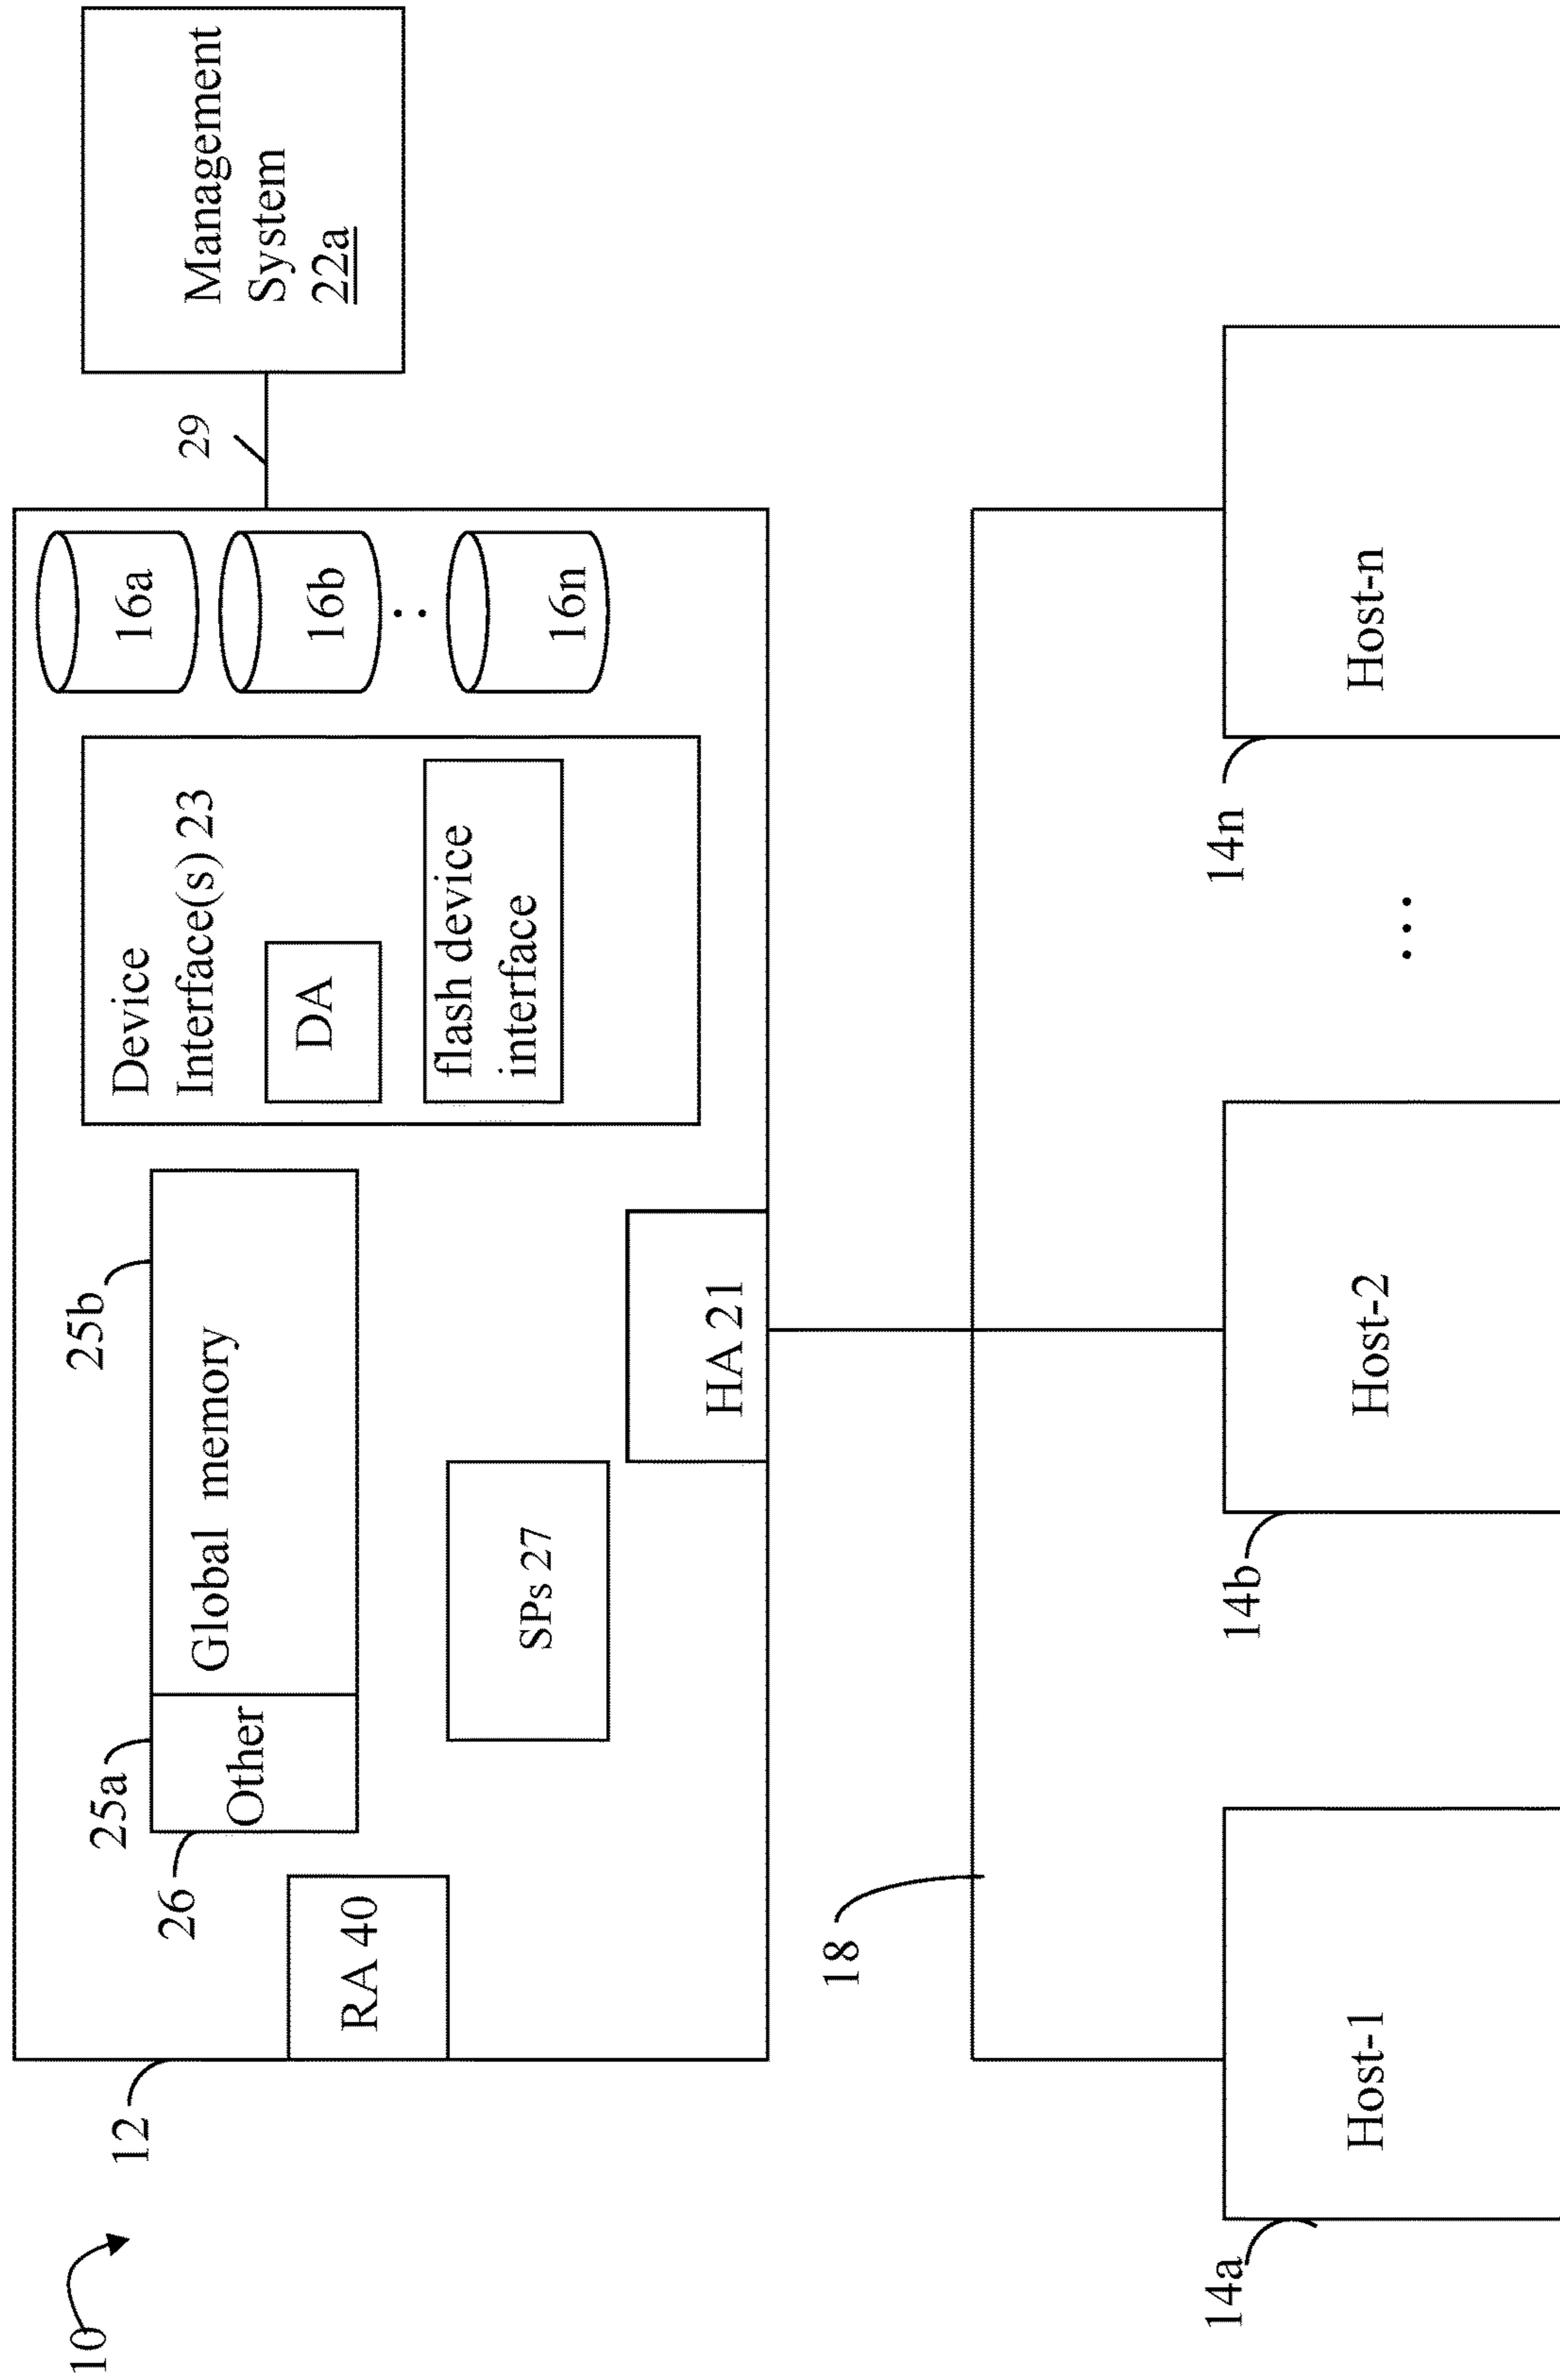 10
12
RA 40
26
25a
Other
25b
Global memory
SPs 27
HA 21
Device
Interface(s) 23
DA
flash device
interface
16a
16b
16n
29
Management
System
22a
18
14a
Host-1
14b
Host-2
14n
Host-n